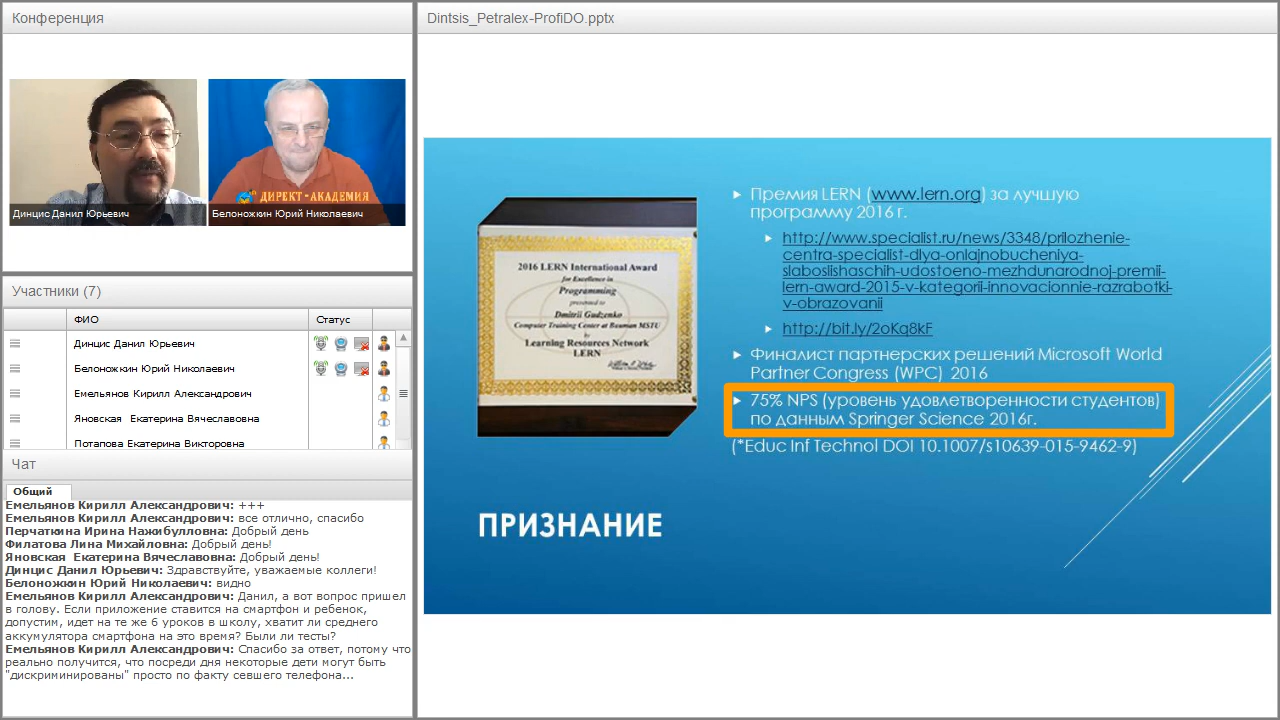 Конференция
Динцис Данил Юрьевич
ДИРЕКТ-АКАДЕМИЯ
Белоножкин Юрий Николаевич
Участники (7)
ФИО
Статус
Динцис Данил Юрьевич
Белоножкин Юрий Николаевич
Емельянов Кирилл Александрович
Яновская Екатерина Вячеславовна
Потапова Екатерина Викторовна
Чат
Общий
Емельянов Кирилл Александрович: +++
Емельянов Кирилл Александрович: все отлично, спасибо
Перчаткина Ирина Нажибулловна: Добрый день
Филатова Лина Михайловна: Добрый день!
Яновская Екатерина Вячеславовна: Добрый день!
Динцис Данил Юрьевич: Здравствуйте, уважаемые коллеги!
Белоножкин Юрий Николаевич: видно
Емельянов Кирилл Александрович: Данил, а вот вопрос пришел
в голову. Если приложение ставится на смартфон и ребенок,
допустим, идет на те же 6 уроков в школу, хватит ли среднего
аккумулятора смартфона на это время? Были ли тесты?
Емельянов Кирилл Александрович: Спасибо за ответ, потому что
реально получится, что посреди дня некоторые дети могут быть
"дискриминированы" просто по факту севшего телефона...
Dintsis_Petralex-ProfiDO.pptx
2016 LERN International Award
for Excellence in
Programming
presented to
Dmitrii Gudzenko
Computer Training Center at Bauman MSTU
by
Learning Resources Network
LERN
Премия LERN (www.lern.org) за лучшую
программу 2016 г.
http://www.specialist.ru/news/3348/prilozhenie-
centra-specialist-dlya-onlajnobucheniya-
slaboslishaschih-udostoeno-mezhdunarodnoj-premii-
lern-award-2015-v-kategorii-innovacionnie-razrabotki-
v-obrazovanii
http://bit.ly/2oKq8kF
Финалист партнерских решений Microsoft World
Partner Congress (WPC) 2016
75% NPS (уровень удовлетворенности студентов)
по данным Springer Science 2016г.
(*Educ Inf Technol DOI 10.1007/s10639-015-9462-9)
ПРИЗНАНИЕ